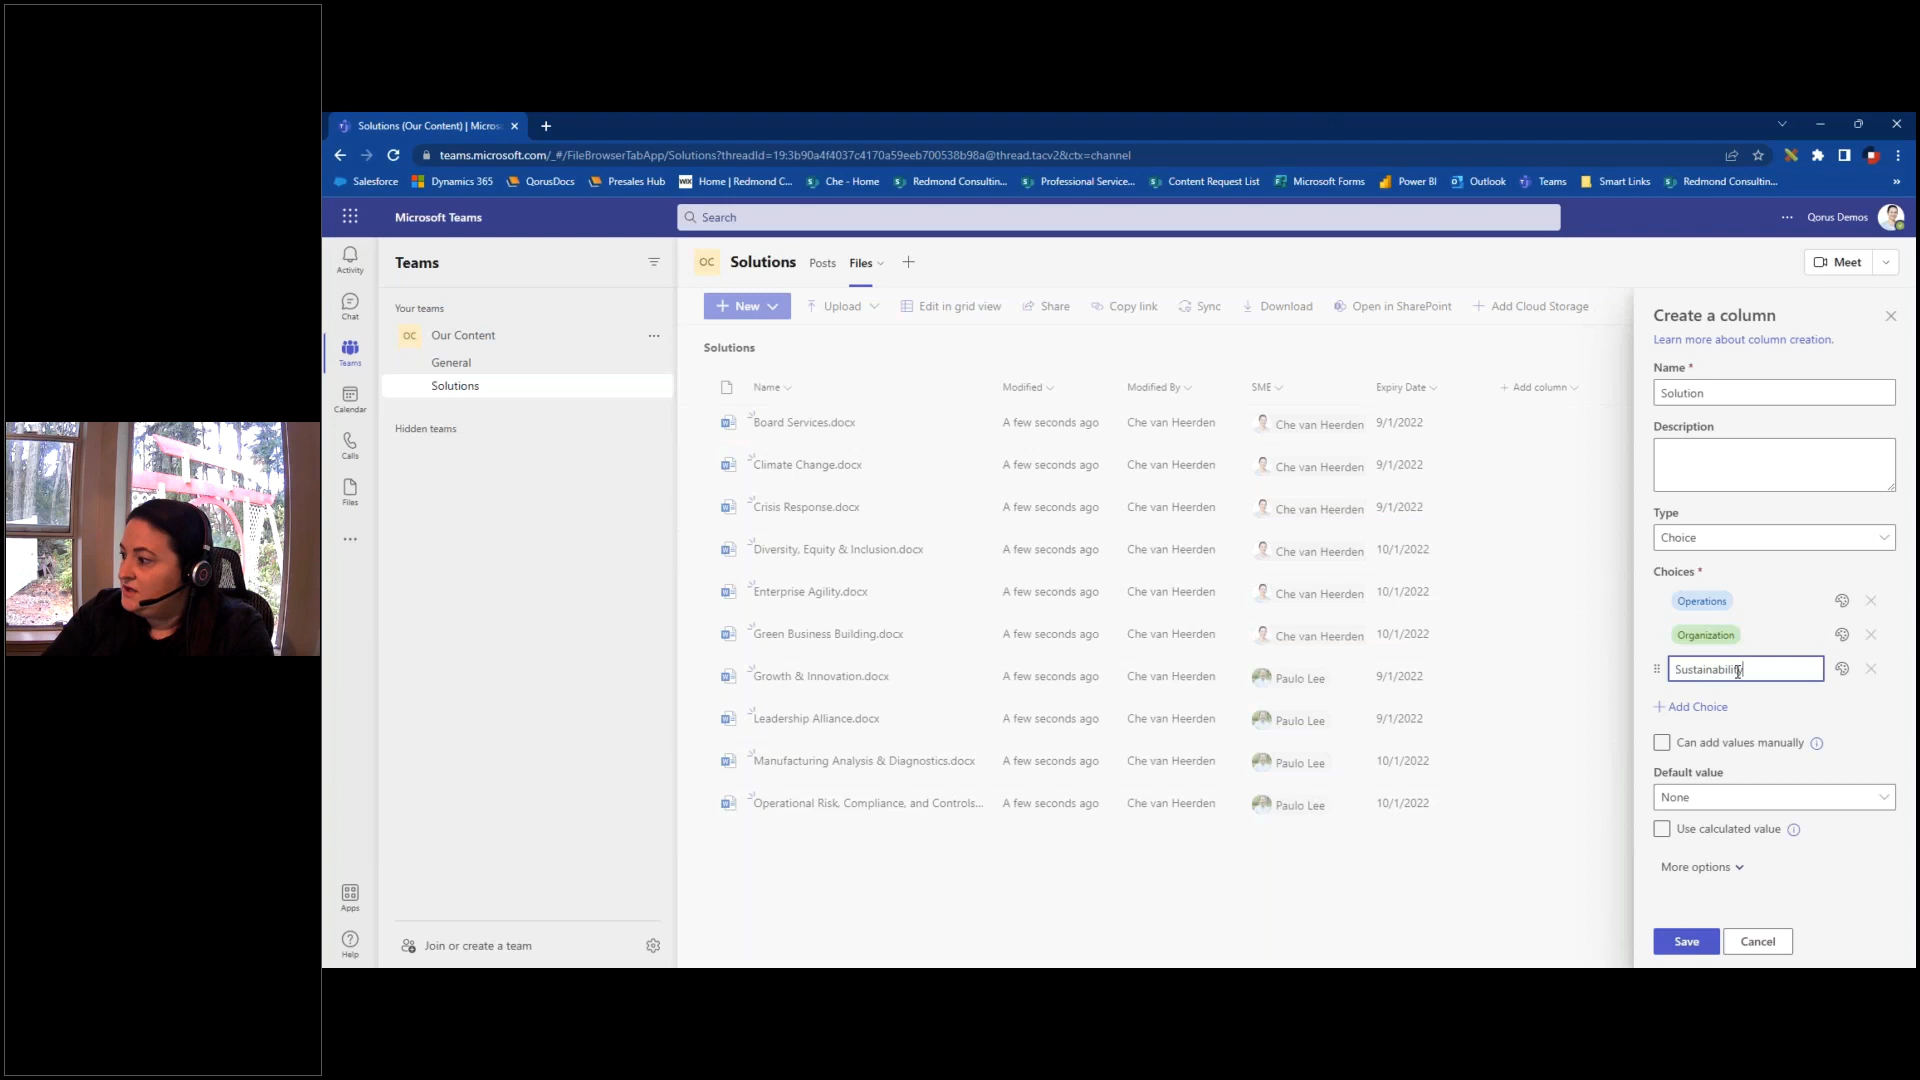 Solutions (Our Content) | Micros
teams.microsoft.com/_#/FileBrowserTabApp/Solutions?threadId=19:3b90a4f4037c4170a59eeb700538b98a@thread.tacv2&ctx=channel
Salesforce Dynamics 365 QorusDocs Presales Hub Home | Redmond C... Che - Home Redmond Consultin... Professional Service... Content Request List Microsoft Forms Power BI Outlook Teams Smart Links Redmond Consultin... »
Microsoft Teams Search ... Qorus Demos
Activity
Chat
Teams
Calendar
Calls
Files
Apps
Help
Teams
Your teams
OC Our Content ...
General
Solutions
Hidden teams
Join or create a team
OC Solutions Posts Files + Meet
+ New Upload Edit in grid view Share Copy link Sync Download Open in SharePoint + Add Cloud Storage
Solutions
Name Modified Modified By SME Expiry Date + Add column
Board Services.docx A few seconds ago Che van Heerden Che van Heerden 9/1/2022
Climate Change.docx A few seconds ago Che van Heerden Che van Heerden 9/1/2022
Crisis Response.docx A few seconds ago Che van Heerden Che van Heerden 9/1/2022
Diversity, Equity & Inclusion.docx A few seconds ago Che van Heerden Che van Heerden 10/1/2022
Enterprise Agility.docx A few seconds ago Che van Heerden Che van Heerden 10/1/2022
Green Business Building.docx A few seconds ago Che van Heerden Che van Heerden 10/1/2022
Growth & Innovation.docx A few seconds ago Che van Heerden Paulo Lee 9/1/2022
Leadership Alliance.docx A few seconds ago Che van Heerden Paulo Lee 9/1/2022
Manufacturing Analysis & Diagnostics.docx A few seconds ago Che van Heerden Paulo Lee 10/1/2022
Operational Risk, Compliance, and Controls... A few seconds ago Che van Heerden Paulo Lee 10/1/2022
Create a column
Learn more about column creation.
Name *
Solution
Description
Type
Choice
Choices *
Operations
Organization
Sustainability
+ Add Choice
Can add values manually
Default value
None
Use calculated value
More options
Save Cancel